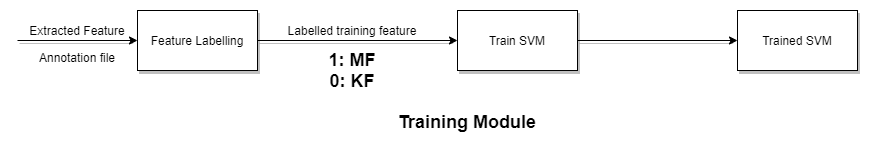 Extracted Feature
Annotation file
Feature Labelling
Labelled training feature
1: MF
0: KF
Train SVM
Trained SVM
Training Module